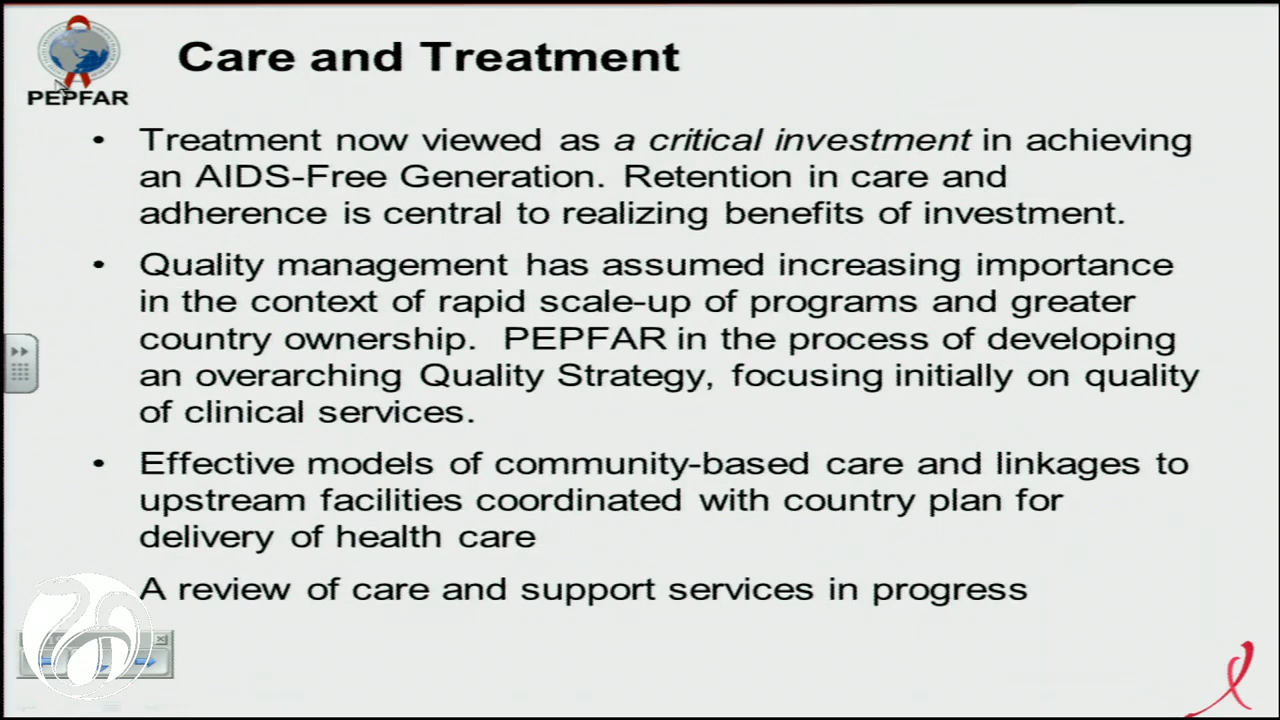 Care and Treatment
PEPFAR
• Treatment now viewed as a critical investment in achieving
an AIDS-Free Generation. Retention in care and
adherence is central to realizing benefits of investment.
• Quality management has assumed increasing importance
in the context of rapid scale-up of programs and greater
country ownership. PEPFAR in the process of developing
an overarching Quality Strategy, focusing initially on quality
of clinical services.
• Effective models of community-based care and linkages to
upstream facilities coordinated with country plan for
delivery of health care
A review of care and support services in progress